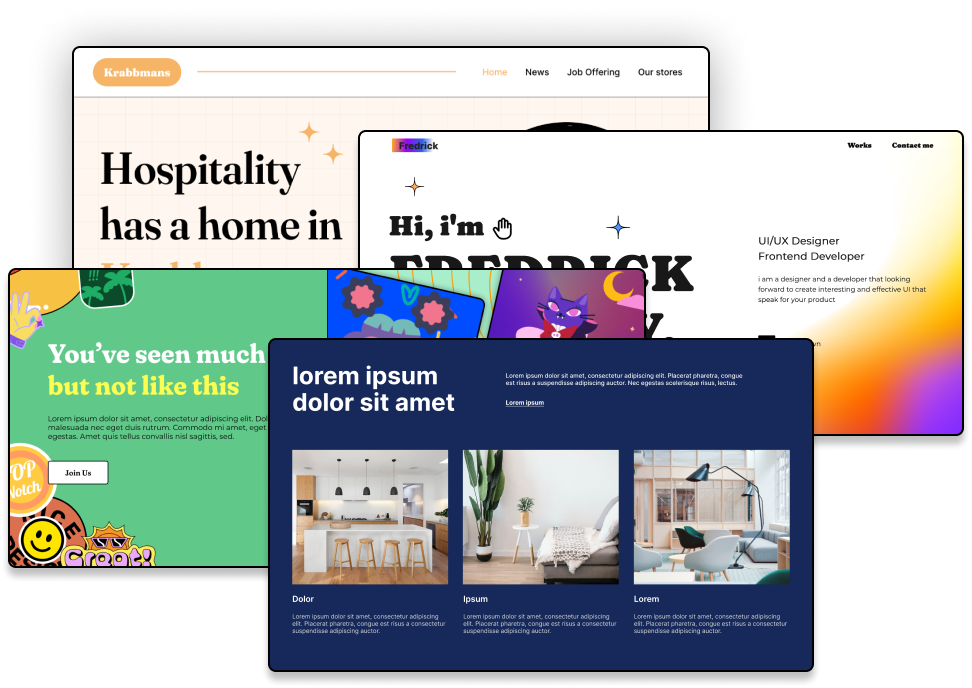 Krabbmans
Home
News
Job Offering
Our stores
Hospitality
has a home in
Fredrick
Works
Contact me
Hi, i'm
FREDRICK
UI/UX Designer
Frontend Developer
i am a designer and a developer that looking
forward to create interesting and effective UI that
speak for your product
You've seen much
but not like this
Lorem ipsum dolor sit amet, consectetur adipiscing elit.
malesuada nec eget duis rutrum. Commodo mi amet, eget
egestas. Amet quis tellus convallis nisl sagittis, sed.
Join Us
Notch
Great!
lorem ipsum
dolor sit amet
Lorem ipsum dolor sit amet, consectetur adipiscing elit. Placerat pharetra, congue
est risus a suspendisse adipiscing auctor. Nec egestas scelerisque risus, lectus.
Lorem ipsum
Dolor
Lorem ipsum dolor sit amet, consectetur adipiscing
elit. Placerat pharetra, congue est risus a consectetur
suspendisse adipiscing auctor.
Ipsum
Lorem ipsum dolor sit amet, consectetur adipiscing
elit. Placerat pharetra, congue est risus a consectetur
suspendisse adipiscing auctor.
Lorem
Lorem ipsum dolor sit amet, consectetur adipiscing
elit. Placerat pharetra, congue est risus a consectetur
suspendisse adipiscing auctor.